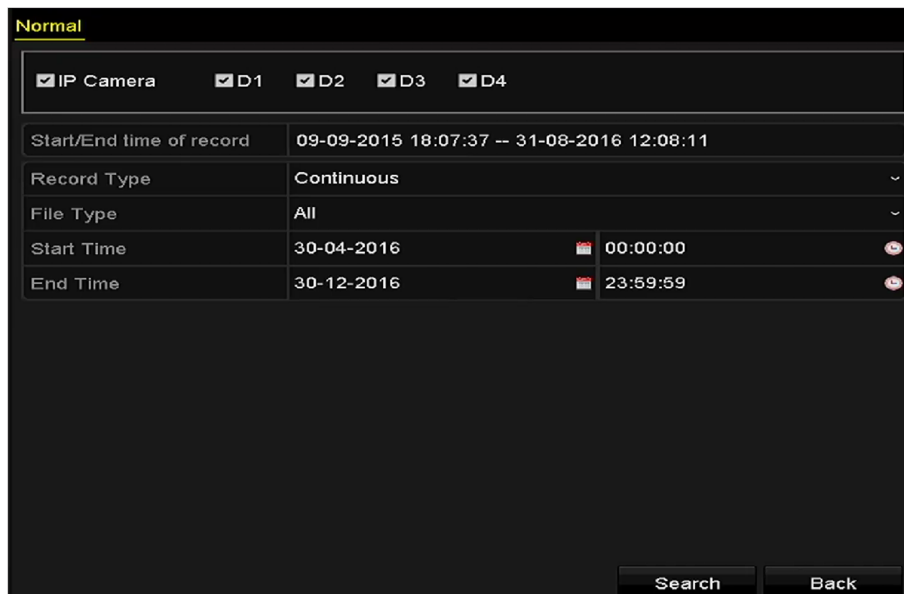 Normal
IP Camera D1 D2 D3 D4
Start/End time of record 09-09-2015 18:07:37 -- 31-08-2016 12:08:11
Record Type Continuous
File Type All
Start Time 30-04-2016 00:00:00
End Time 30-12-2016 23:59:59
Search Back